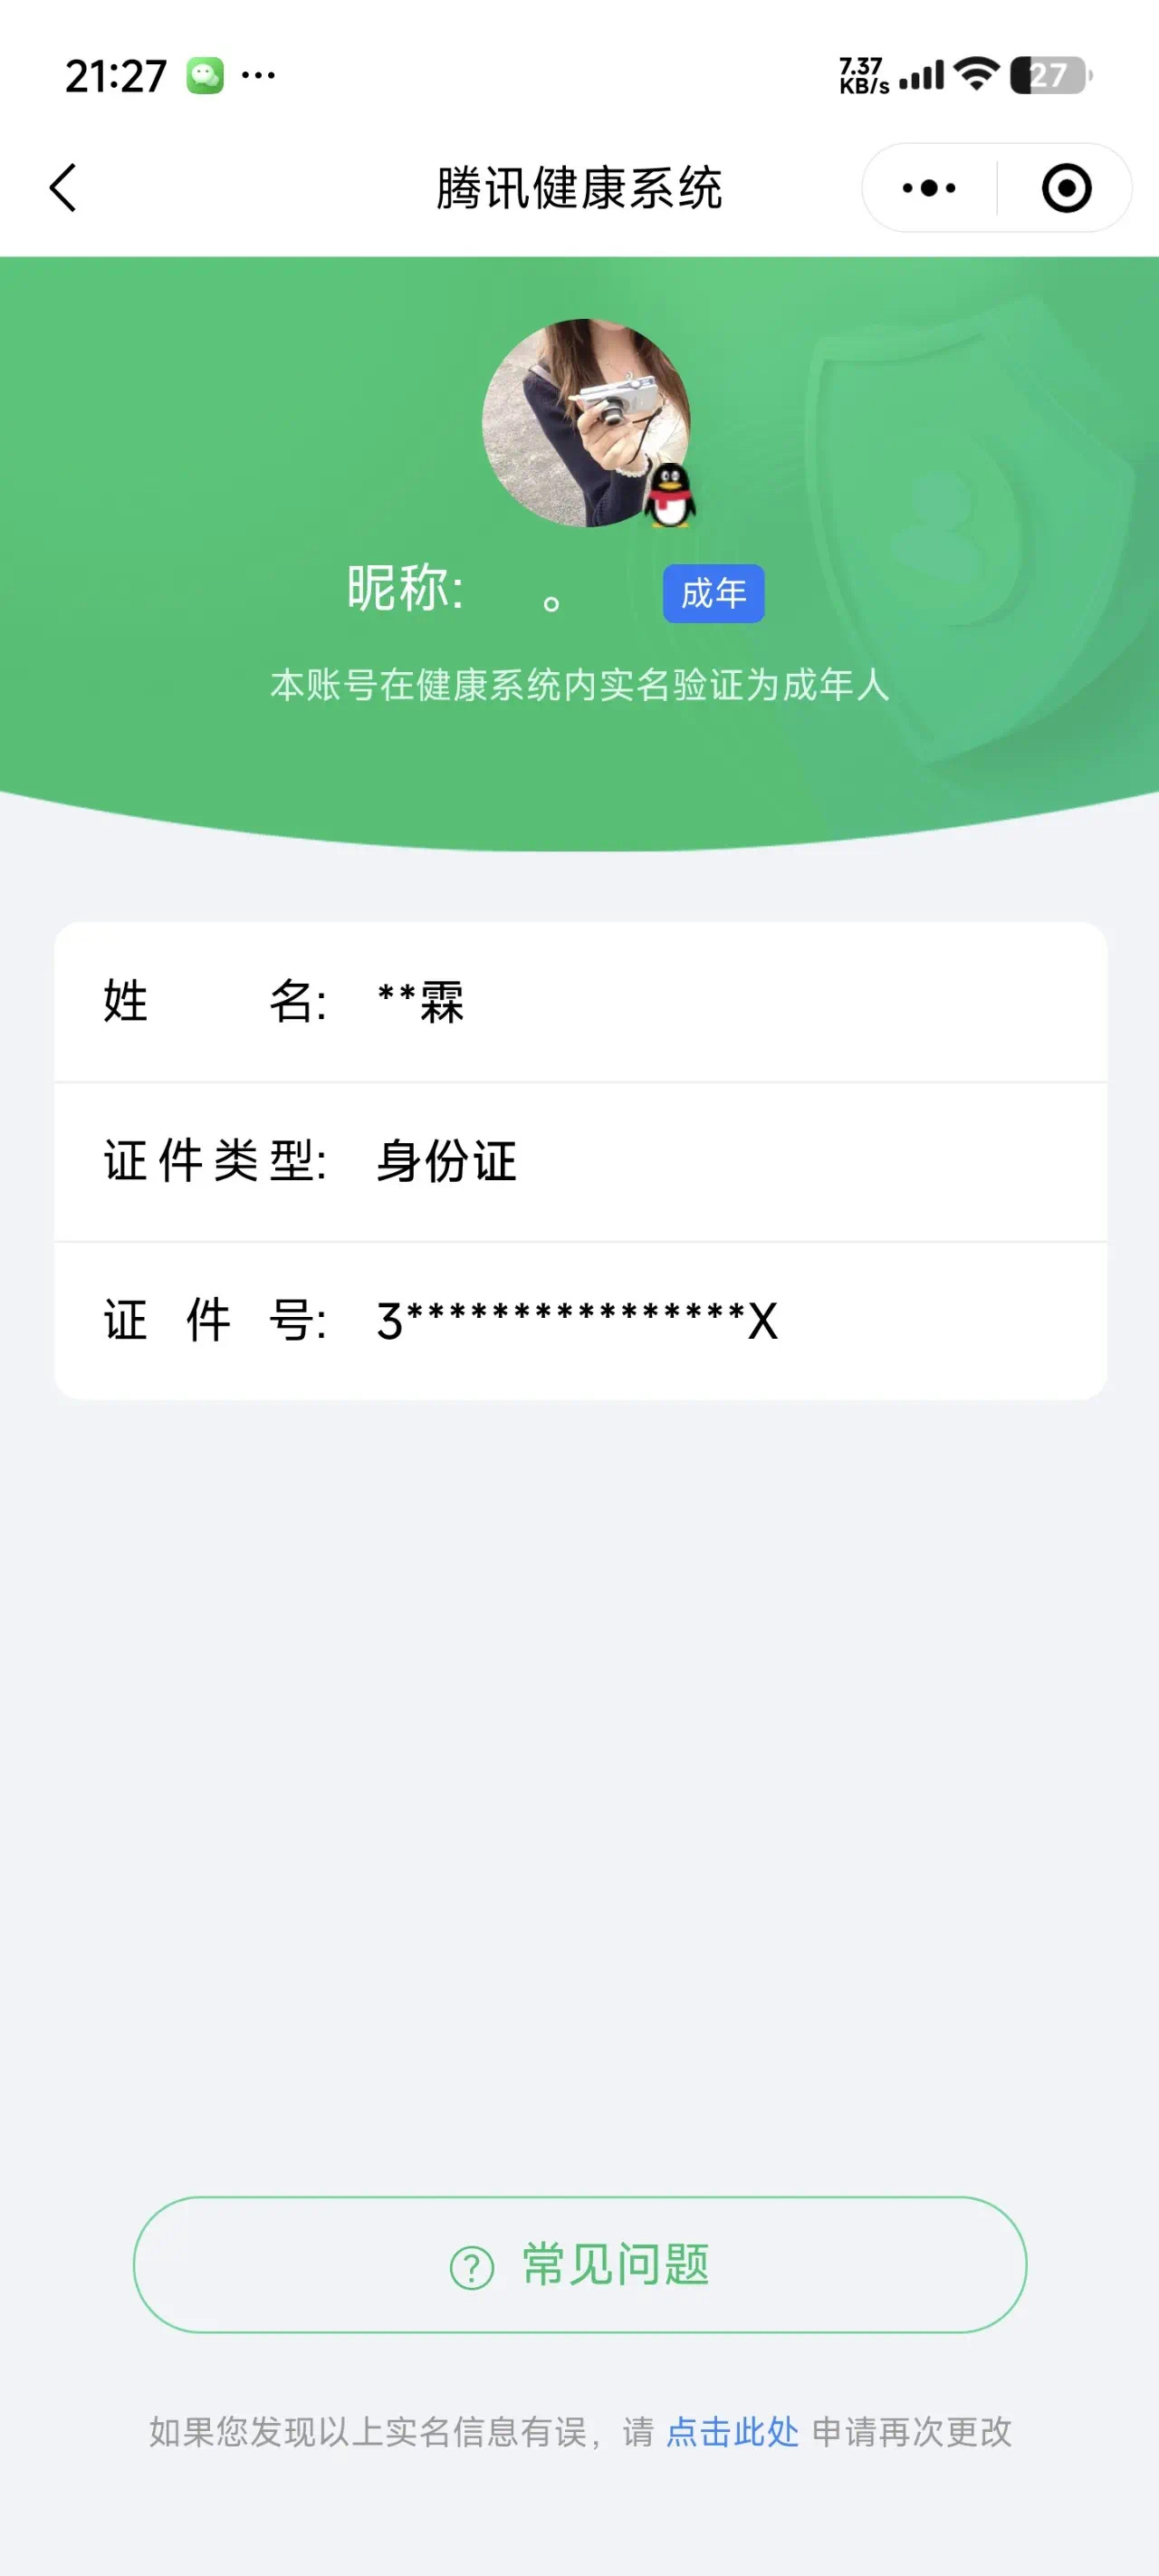 21:27 ...
7.37 KB/s 27
腾讯健康系统
昵称: 。 成年
本账号在健康系统内实名验证为成年人
姓名: **霖
证件类型: 身份证
证件号: 3****************X
? 常见问题
如果您发现以上实名信息有误，请 点击此处 申请再次更改